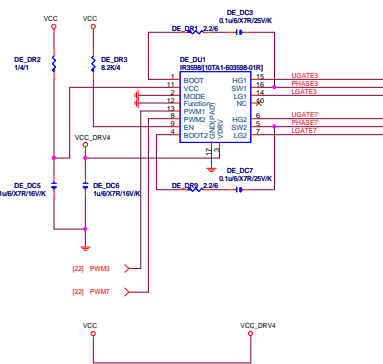 VCC
VCC
DE_DC3
0.1u/6/X7R/25V/K
DE_DR1 2.2/6
DE_DR2
1/4/1
DE_DR3
8.2K/4
DE_DU1
IR3598[10TA1-603598-01R]
1 BOOT
11 VCC
2 MODE
12 Function
13 PWM1
8 PWM2
9 EN
4 BOOT2
GND(PAD)
VDRV
17
3
HG1 15
SW1 16
LG1 14
NC 10
HG2 6
SW2 5
LG2 7
UGATE3
PHASE3
LGATE3
UGATE7
PHASE7
LGATE7
VCC_DRV4
DE_DC5
1u/6/X7R/16V/K
DE_DC6
1u/6/X7R/16V/K
DE_DR9 2.2/6
DE_DC7
0.1u/6/X7R/25V/K
[22] PWM3
[22] PWM7
VCC
VCC_DRV4